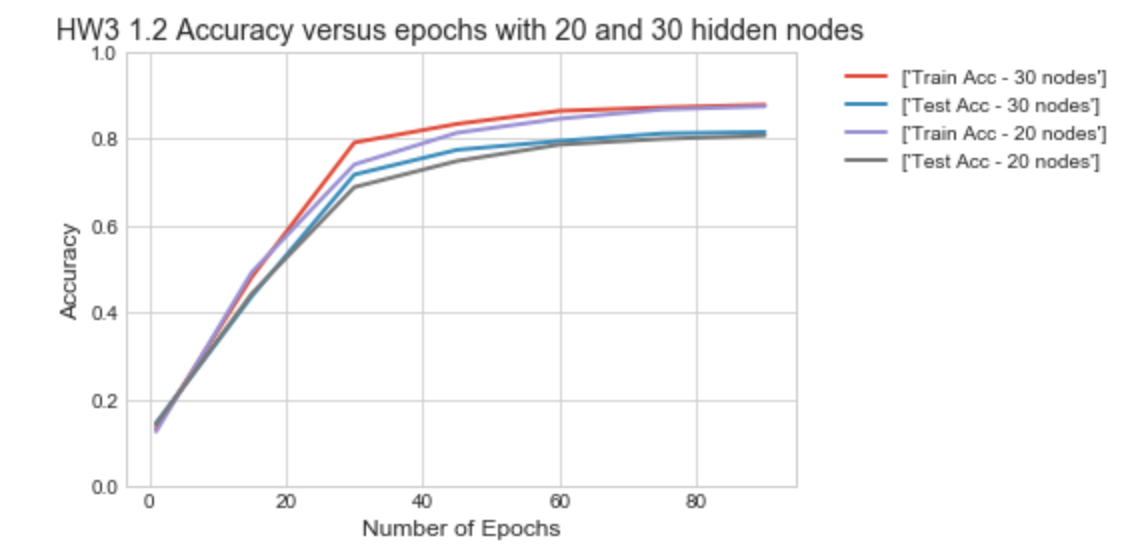 HW3 1.2 Accuracy versus epochs with 20 and 30 hidden nodes
1.0
0.8
0.6
0.4
0.2
0.0
Accuracy
0 20 40 60 80
Number of Epochs
['Train Acc - 30 nodes']
['Test Acc - 30 nodes']
['Train Acc - 20 nodes']
['Test Acc - 20 nodes']